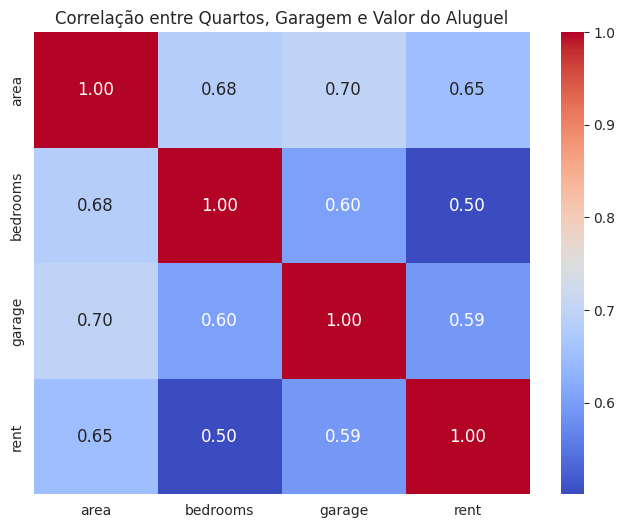 Correlação entre Quartos, Garagem e Valor do Aluguel
area 1.00 0.68 0.70 0.65
bedrooms 0.68 1.00 0.60 0.50
garage 0.70 0.60 1.00 0.59
rent 0.65 0.50 0.59 1.00
area bedrooms garage rent
1.0
0.9
0.8
0.7
0.6